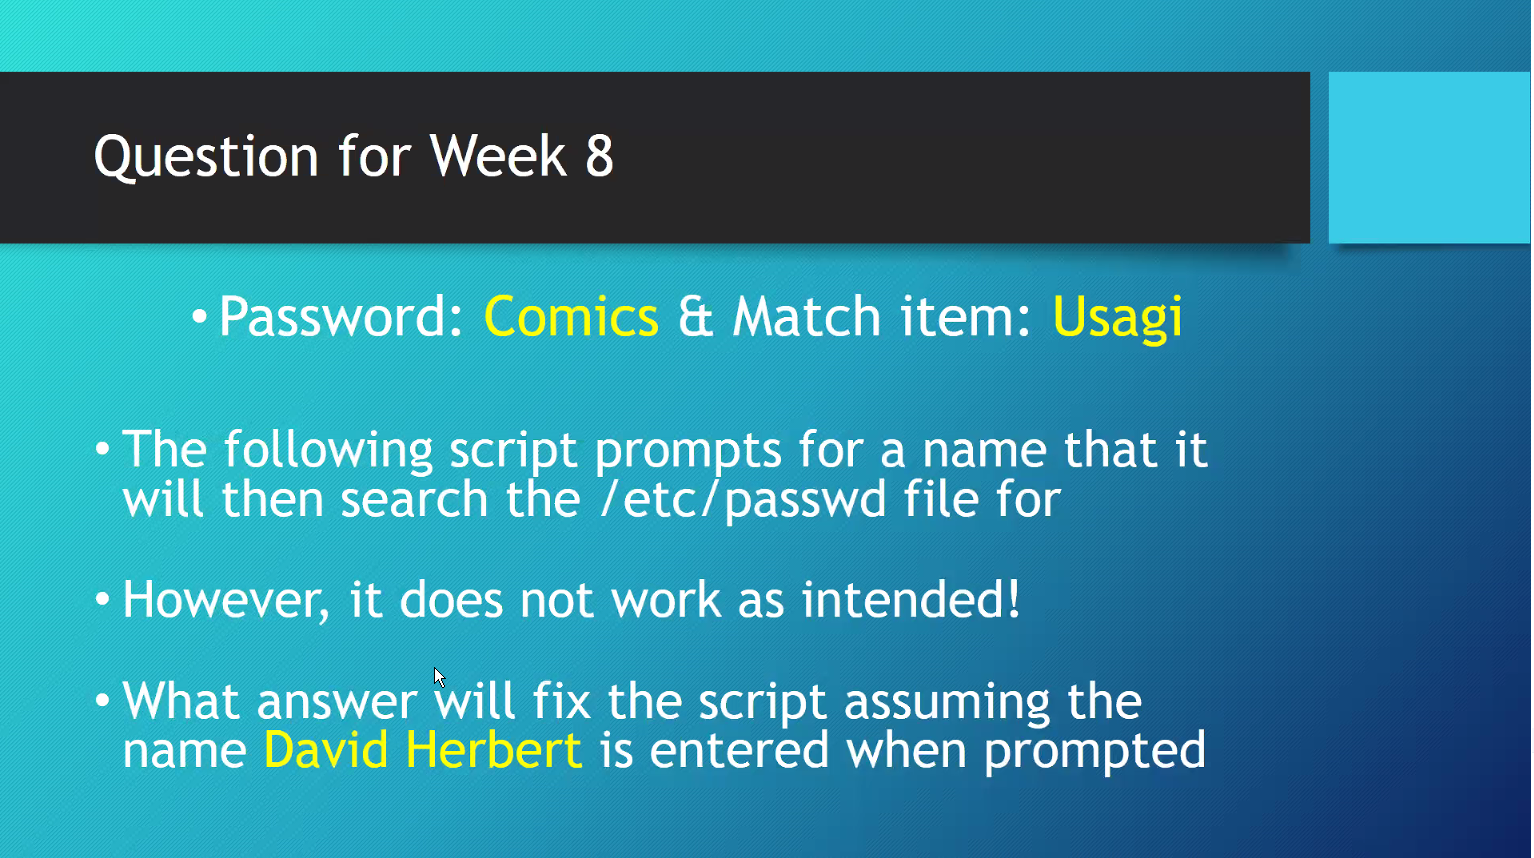 Question for Week 8
•Password: Comics & Match item: Usagi
• The following script prompts for a name that it
will then search the /etc/passwd file for
• However, it does not work as intended!
• What answer will fix the script assuming the
name David Herbert is entered when prompted